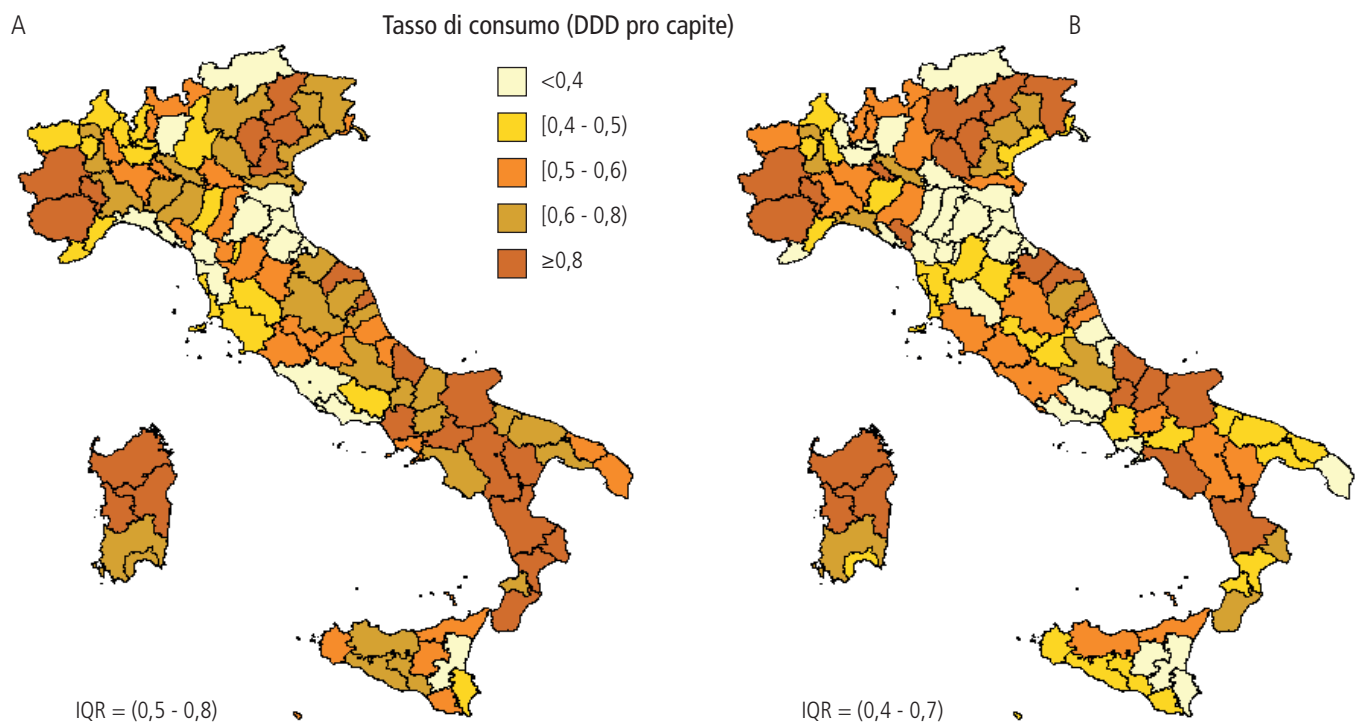 A
Tasso di consumo (DDD pro capite)
B
<0,4
[0,4 - 0,5)
[0,5 - 0,6)
[0,6 - 0,8)
≥0,8
IQR = (0,5 - 0,8)
IQR = (0,4 - 0,7)